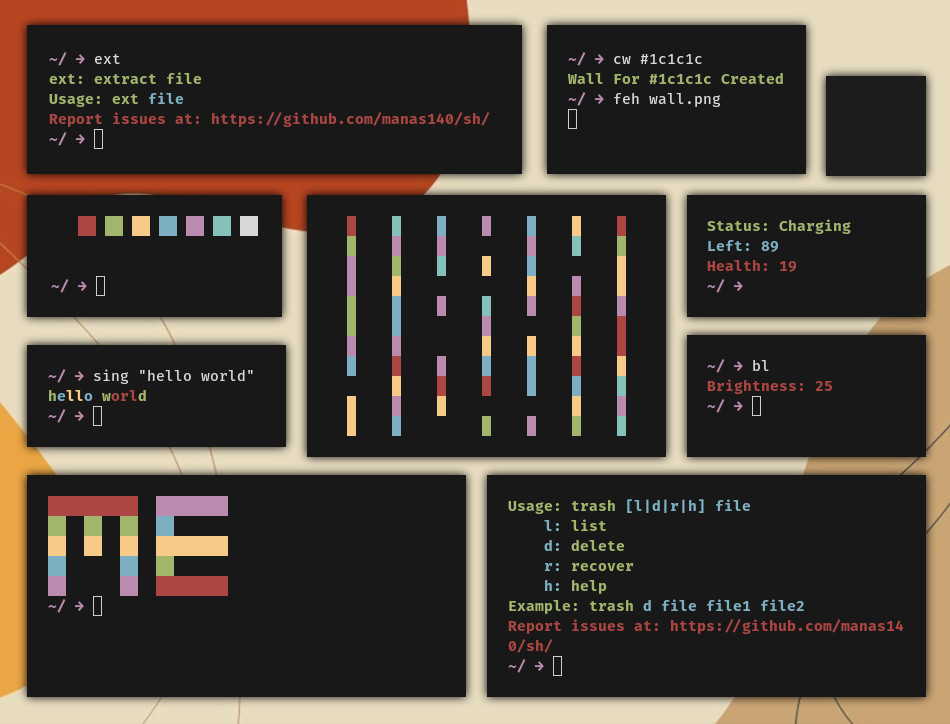 ~/ → ext
ext: extract file
Usage: ext file
Report issues at: https://github.com/manas140/sh/
~/ →
~/ → cw #1c1c1c
Wall For #1c1c1c Created
~/ → feh wall.png
~/ →
Status: Charging
Left: 89
Health: 19
~/ →
~/ → sing "hello world"
hello world
~/ →
~/ → bl
Brightness: 25
~/ →
ME
~/ →
Usage: trash [l|d|r|h] file
l: list
d: delete
r: recover
h: help
Example: trash d file file1 file2
Report issues at: https://github.com/manas14
0/sh/
~/ →